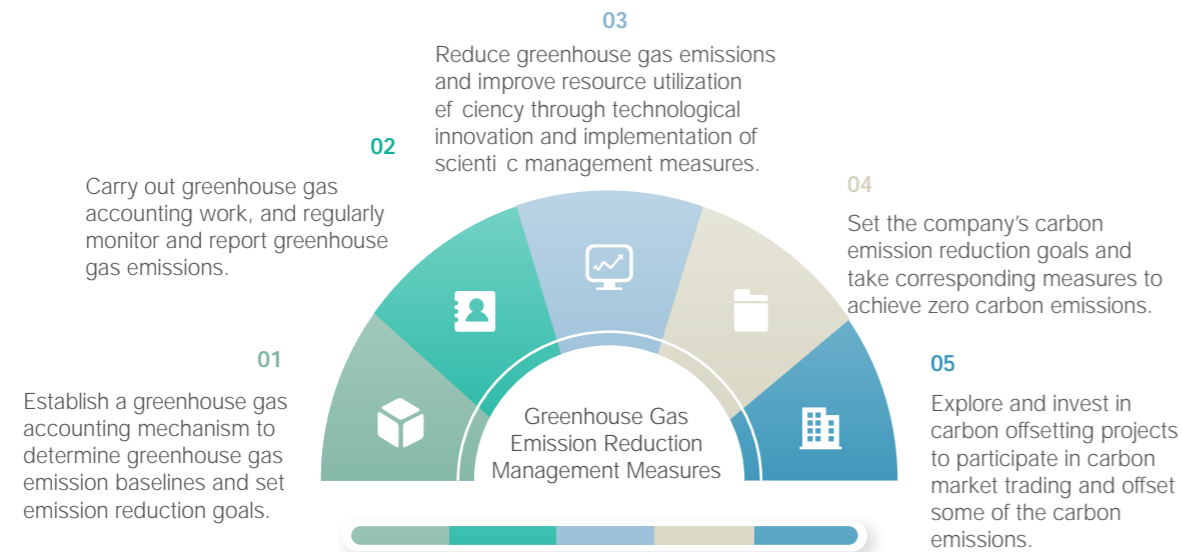 03
Reduce greenhouse gas emissions
and improve resource utilization
ef ciency through technological
innovation and implementation of
scienti c management measures.
02
Carry out greenhouse gas
accounting work, and regularly
monitor and report greenhouse
gas emissions.
04
Set the company’s carbon
emission reduction goals and
take corresponding measures to
achieve zero carbon emissions.
01
Establish a greenhouse gas
accounting mechanism to
determine greenhouse gas
emission baselines and set
emission reduction goals.
Greenhouse Gas
Emission Reduction
Management Measures
05
Explore and invest in
carbon offsetting projects
to participate in carbon
market trading and offset
some of the carbon
emissions.